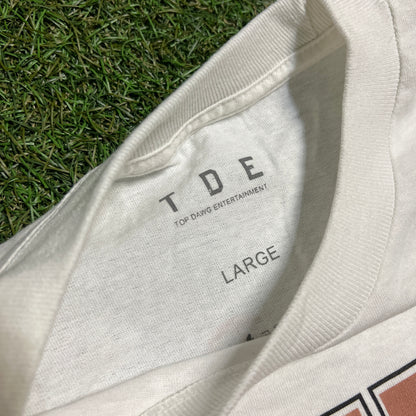 T D E
TOP DAWG ENTERTAINMENT
LARGE